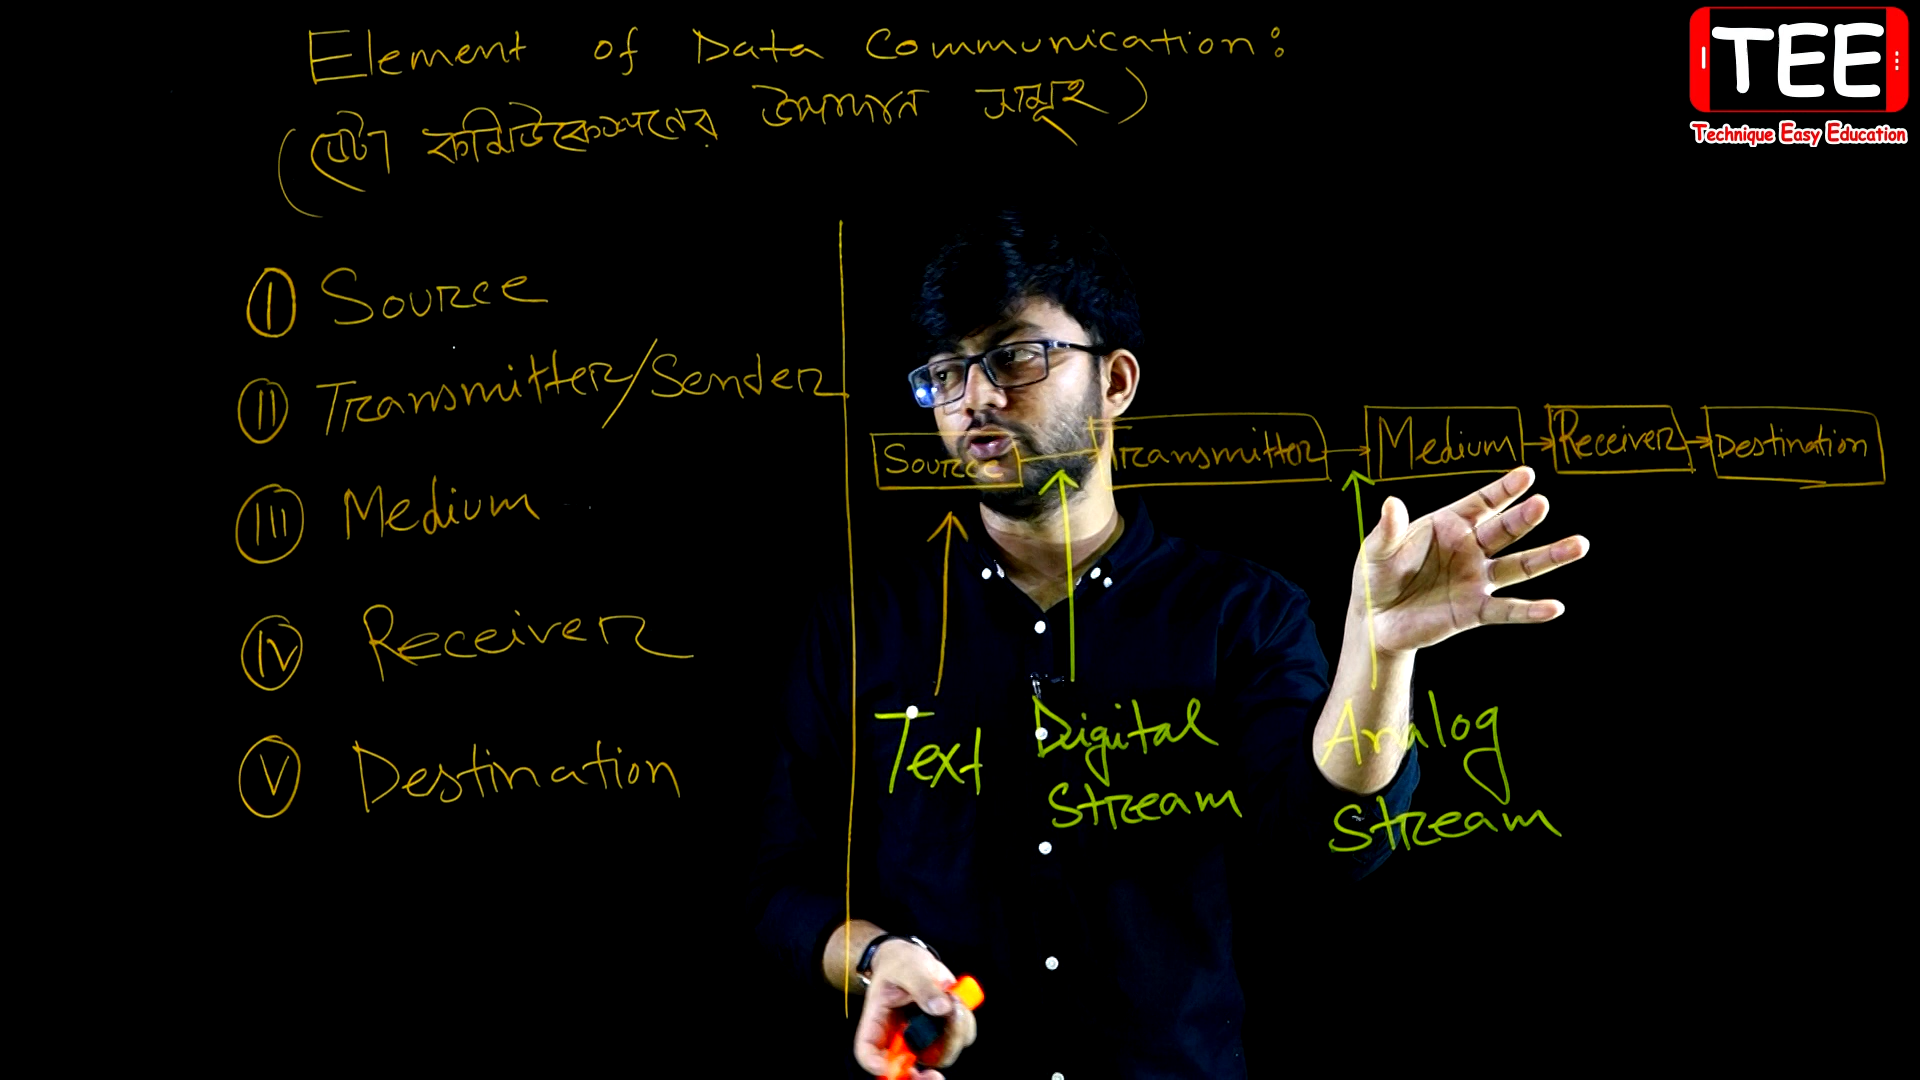 Element of Data Communication:
(ডেটা কমিউনিকেশনের উপাদান সমূহ)
TEE
Technique Easy Education
I Source
II Transmitter/Sender
III Medium
IV Receiver
V Destination
Source Transmitter Medium Receiver Destination
Text Digital Stream Analog Stream